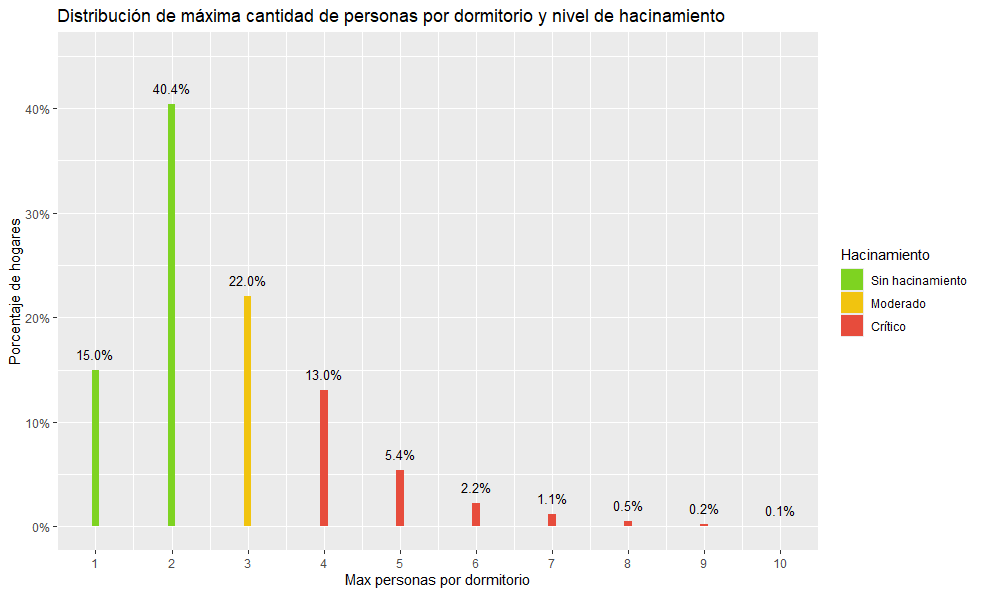 Distribución de máxima cantidad de personas por dormitorio y nivel de hacinamiento
Porcentaje de hogares
40%
30%
20%
10%
0%
15.0%
40.4%
22.0%
13.0%
5.4%
2.2%
1.1%
0.5%
0.2%
0.1%
1 2 3 4 5 6 7 8 9 10
Max personas por dormitorio
Hacinamiento
Sin hacinamiento
Moderado
Crítico